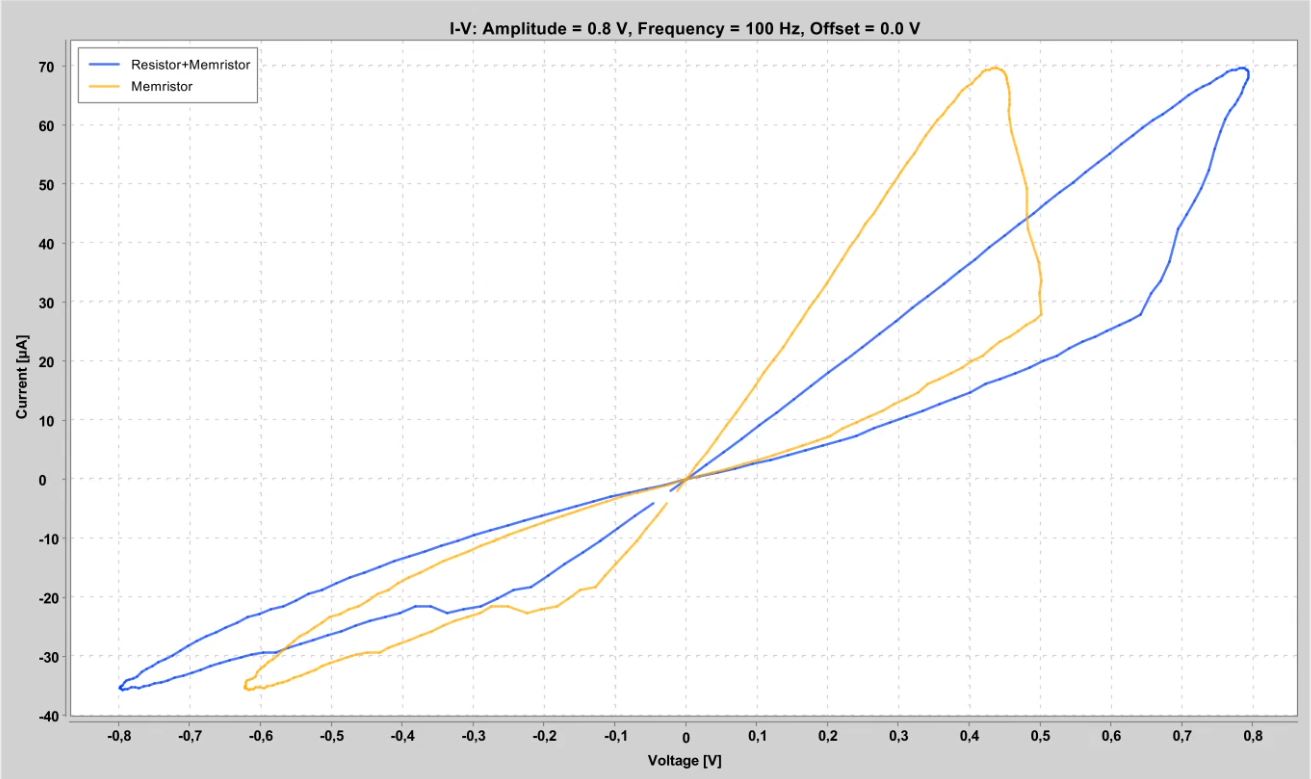 I-V: Amplitude = 0.8 V, Frequency = 100 Hz, Offset = 0.0 V
Resistor+Memristor
Memristor
70
60
50
40
30
20
10
0
-10
-20
-30
-40
Current [µA]
-0,8 -0,7 -0,6 -0,5 -0,4 -0,3 -0,2 -0,1 0 0,1 0,2 0,3 0,4 0,5 0,6 0,7 0,8
Voltage [V]